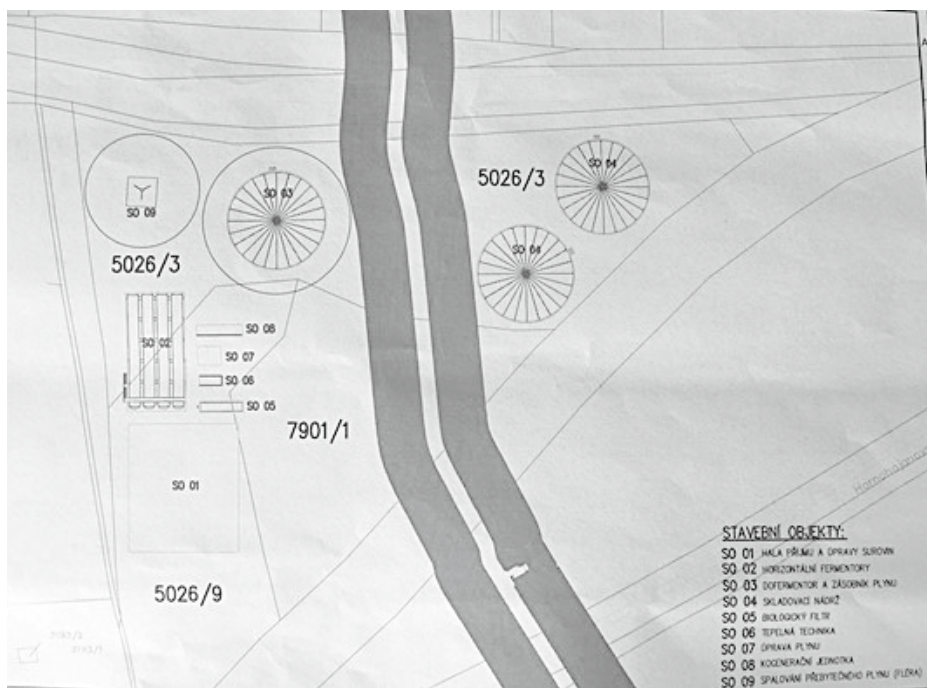 A
SO 04
5026/3
SO 03
SO 09
SO 04
5026/3
SO 08
SO 02
SO 07
SO 06
SO 05
7901/1
SO 01
5026/9
STAVEBNÍ OBJEKTY:
SO 01 HALA PŘÍJMU A ÚPRAVY SUROVIN
SO 02 HORIZONTÁLNÍ FERMENTORY
SO 03 DOFERMENTOR A ZÁSOBNÍK PLYNU
SO 04 SKLADOVACÍ NÁDRŽ
SO 05 BIOLOGICKÝ FILTR
SO 06 TEPELNÁ TECHNIKA
SO 07 ÚPRAVA PLYNU
SO 08 KOGENERAČNÍ JEDNOTKA
SO 09 SPALOVÁNÍ PŘEBYTEČNÉHO PLYNU (FLÉRA)